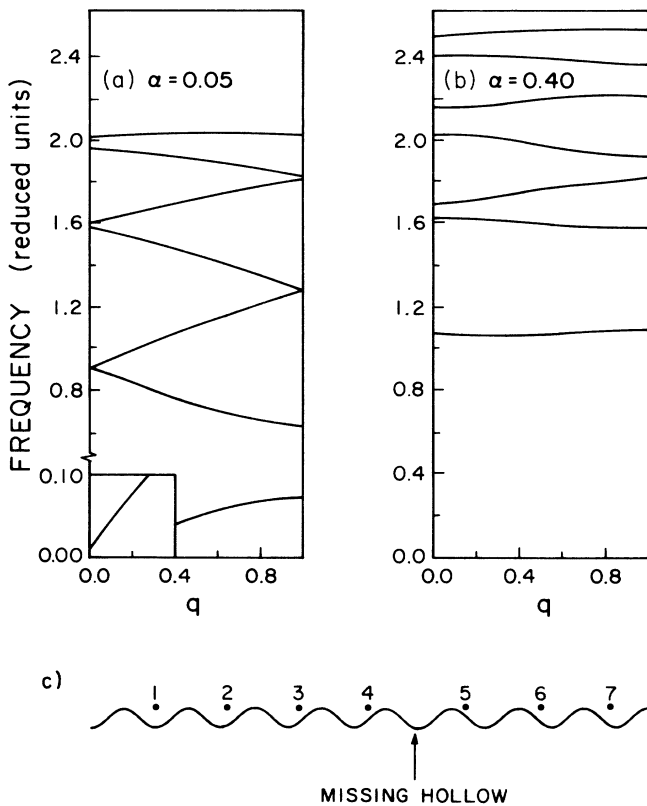 FREQUENCY (reduced units)
(a) α = 0.05
2.4
2.0
1.6
1.2
0.8
0.10
0.00
0.0 0.4 0.8
q
(b) α = 0.40
2.4
2.0
1.6
1.2
0.8
0.4
0.0
0.0 0.4 0.8
q
c)
1 2 3 4 5 6 7
MISSING HOLLOW